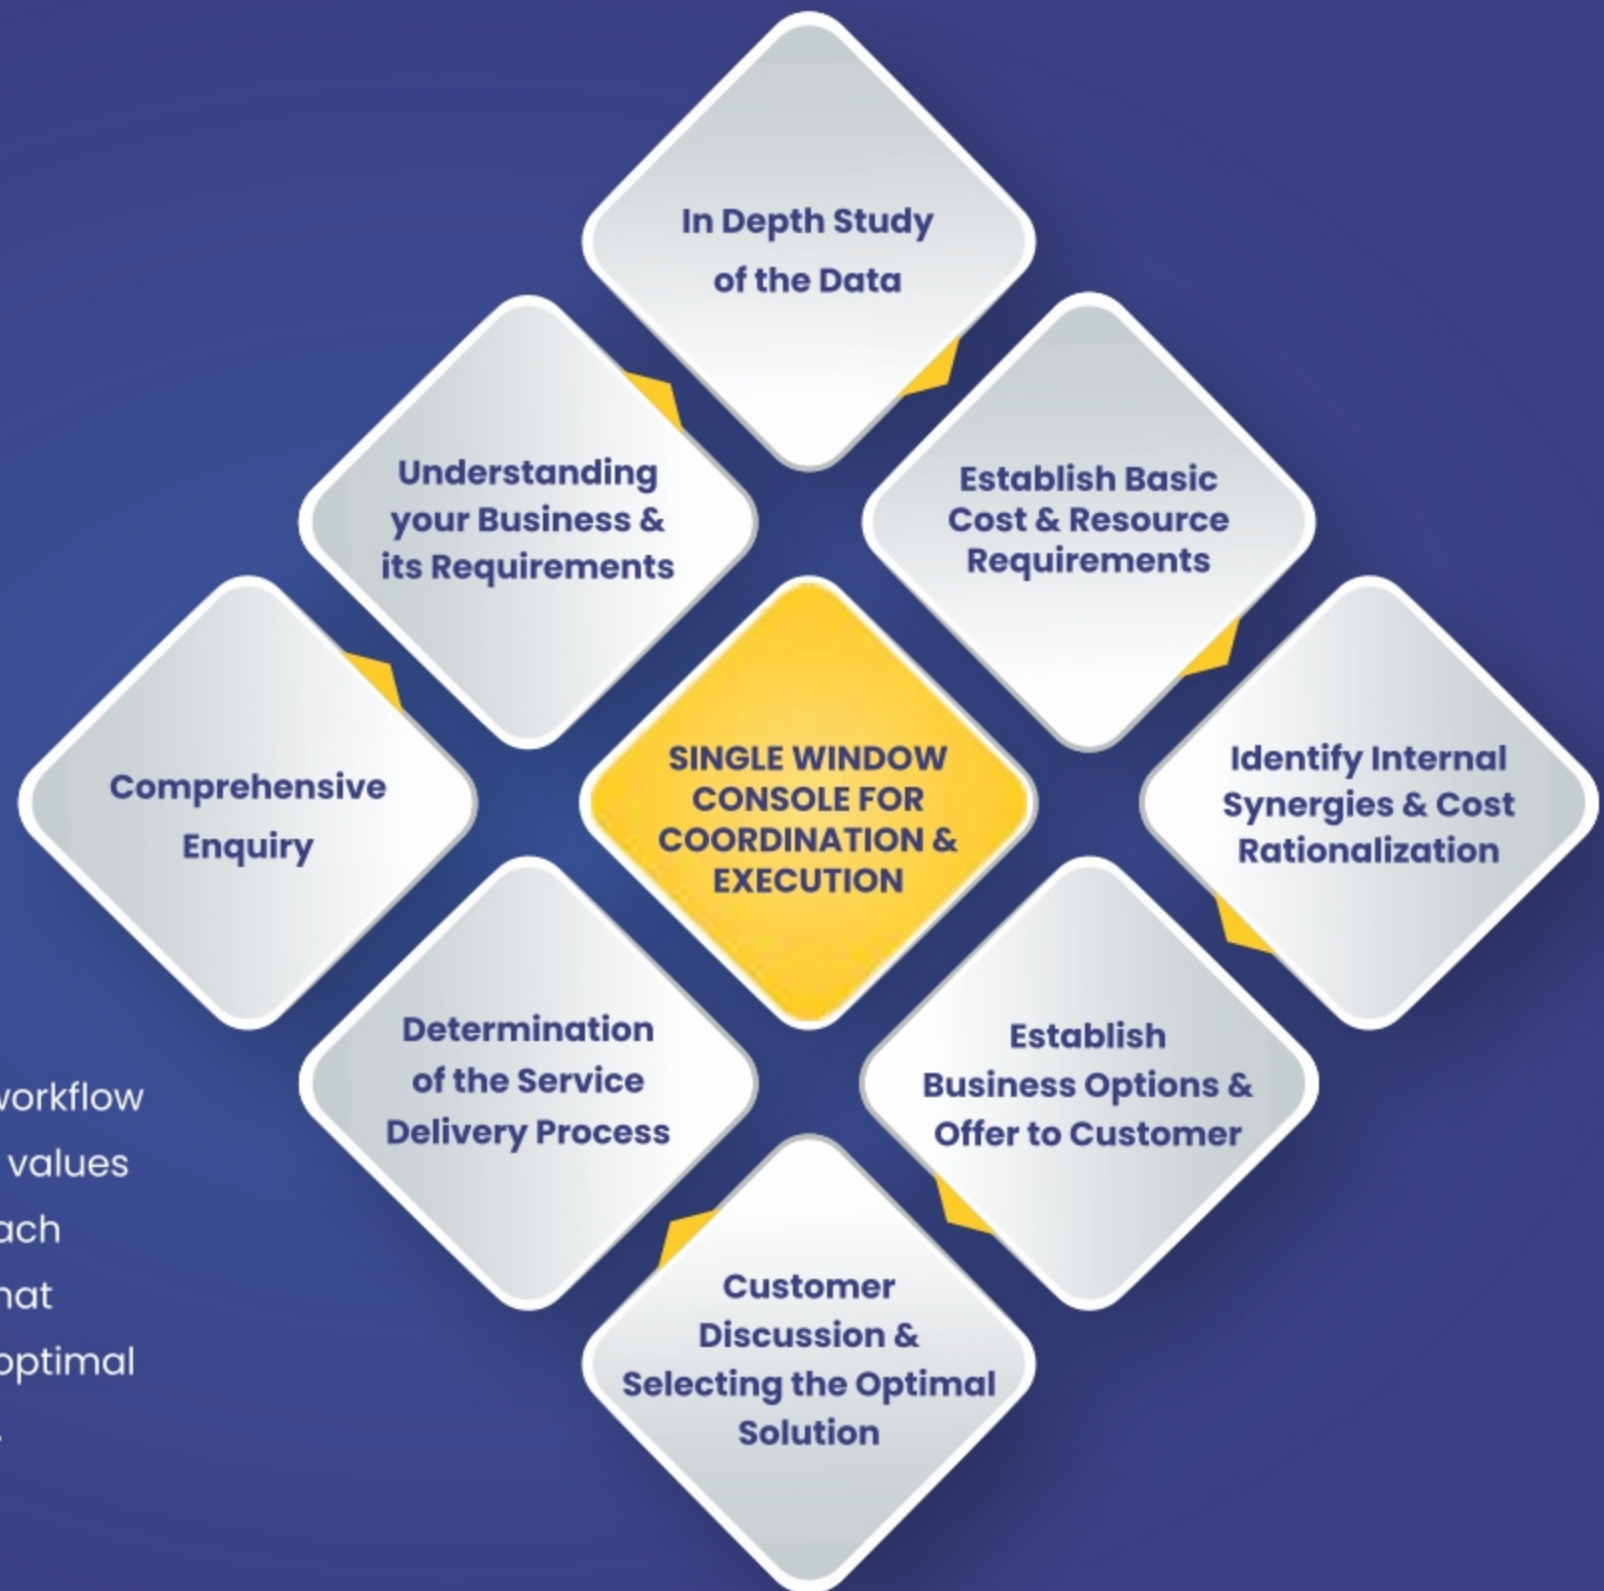 In Depth Study
of the Data
Understanding
your Business &
its Requirements
Establish Basic
Cost & Resource
Requirements
Comprehensive
Enquiry
SINGLE WINDOW
CONSOLE FOR
COORDINATION &
EXECUTION
Identify Internal
Synergies & Cost
Rationalization
Determination
of the Service
Delivery Process
Establish
Business Options &
Offer to Customer
Customer
Discussion &
Selecting the Optimal
Solution
workflow
values
optimal